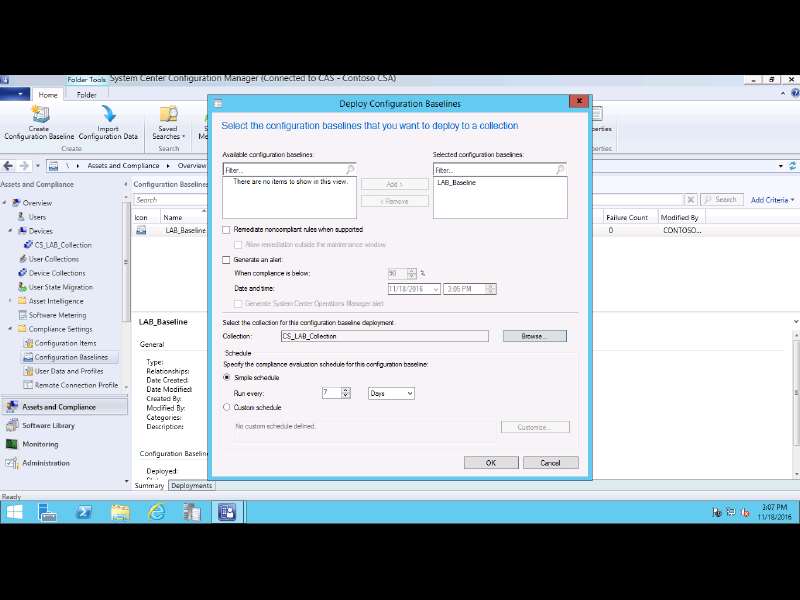 Folder Tools System Center Configuration Manager (Connected to CAS - Contoso CSA)
Home Folder
Create Configuration Baseline
Import Configuration Data
Saved Searches
Create Search
Assets and Compliance Overview
Assets and Compliance
Overview
Users
Devices
CS_LAB_Collection
User Collections
Device Collections
User State Migration
Asset Intelligence
Software Metering
Compliance Settings
Configuration Items
Configuration Baselines
User Data and Profiles
Remote Connection Profile
Assets and Compliance
Software Library
Monitoring
Administration
Ready
Configuration Baselines
Search
Icon Name
LAB_Baseline
LAB_Baseline
General
Type:
Relationships:
Date Created:
Date Modified:
Created By:
Modified By:
Categories:
Description:
Configuration Baseline
Deployed:
Summary Deployments
Search Add Criteria
Failure Count Modified By
0 CONTOSO...
Deploy Configuration Baselines
Select the configuration baselines that you want to deploy to a collection
Available configuration baselines:
Filter...
There are no items to show in this view.
Add >
< Remove
Selected configuration baselines:
Filter...
LAB_Baseline
Remediate noncompliant rules when supported
Allow remediation outside the maintenance window
Generate an alert:
When compliance is below: 90 %
Date and time: 11/18/2016 3:05 PM
Generate System Center Operations Manager alert
Select the collection for this configuration baseline deployment
Collection: CS_LAB_Collection Browse...
Schedule
Specify the compliance evaluation schedule for this configuration baseline:
Simple schedule
Run every: 7 Days
Custom schedule
No custom schedule defined.
Customize...
OK Cancel
3:07 PM
11/18/2016